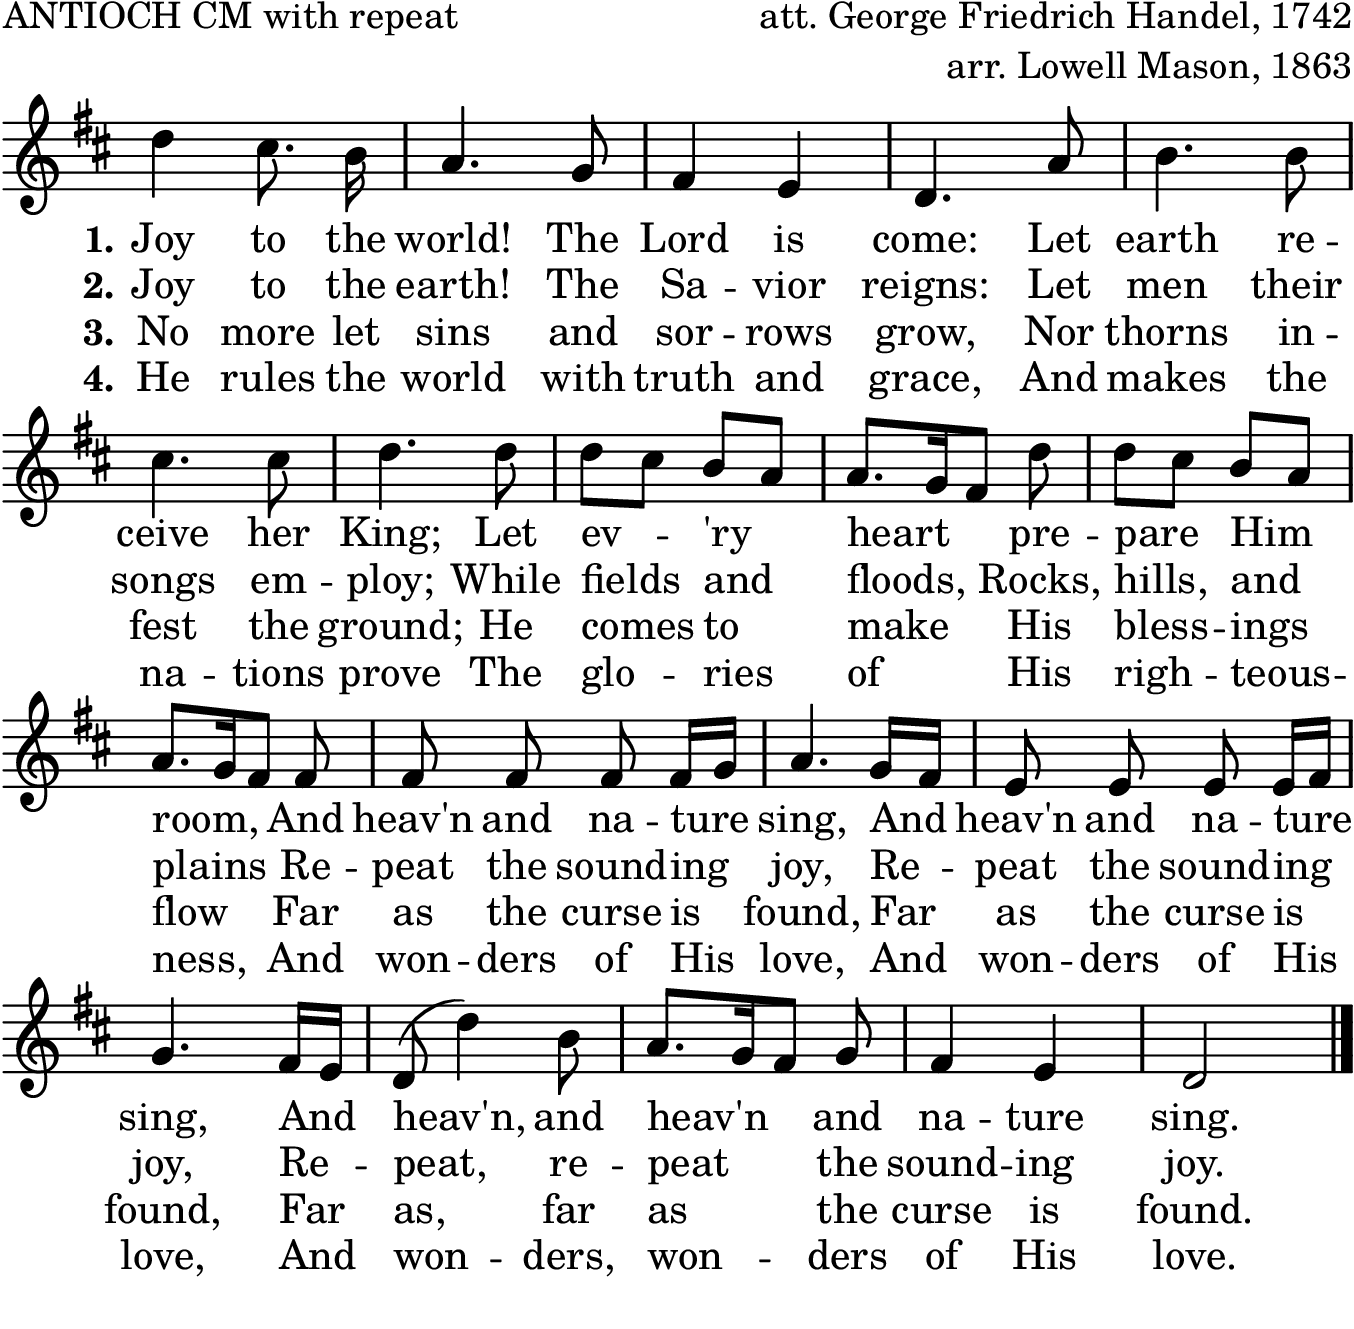 ANTIOCH CM with repeat att. George Friedrich Handel, 1742
arr. Lowell Mason, 1863
1. Joy to the world! The Lord is come: Let earth re --
2. Joy to the earth! The Sa -- vior reigns: Let men their
3. No more let sins and sor -- rows grow, Nor thorns in --
4. He rules the world with truth and grace, And makes the
ceive her King; Let ev -- 'ry heart pre -- pare Him
songs em -- ploy; While fields and floods, Rocks, hills, and
fest the ground; He comes to make His bless -- ings
na -- tions prove The glo -- ries of His righ -- teous --
room, And heav'n and na -- ture sing, And heav'n and na -- ture
plains Re -- peat the sounding joy, Re -- peat the sounding
flow Far as the curse is found, Far as the curse is
ness, And won -- ders of His love, And won -- ders of His
sing, And heav'n, and heav'n and na -- ture sing.
joy, Re -- peat, re -- peat the sound -- ing joy.
found, Far as, far as the curse is found.
love, And won -- ders, won -- ders of His love.